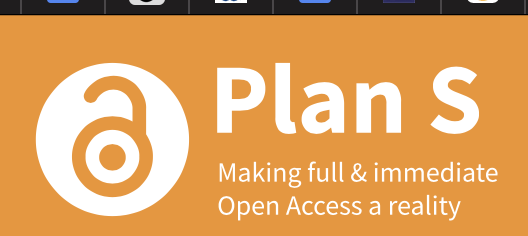 Plan S
Making full & immediate
Open Access a reality